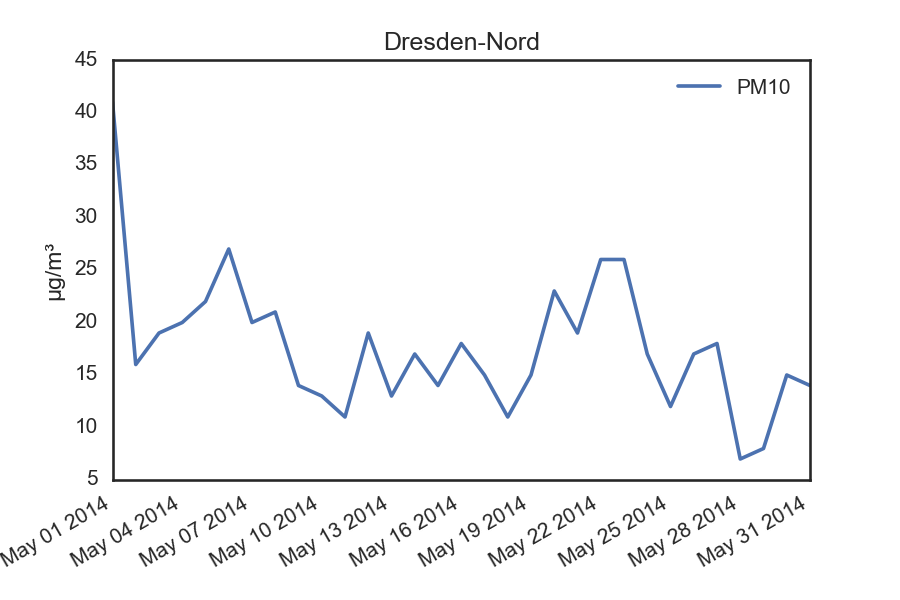 Dresden-Nord
45
40
35
30
25
20
15
10
5
µg/m³
PM10
May 01 2014
May 04 2014
May 07 2014
May 10 2014
May 13 2014
May 16 2014
May 19 2014
May 22 2014
May 25 2014
May 28 2014
May 31 2014